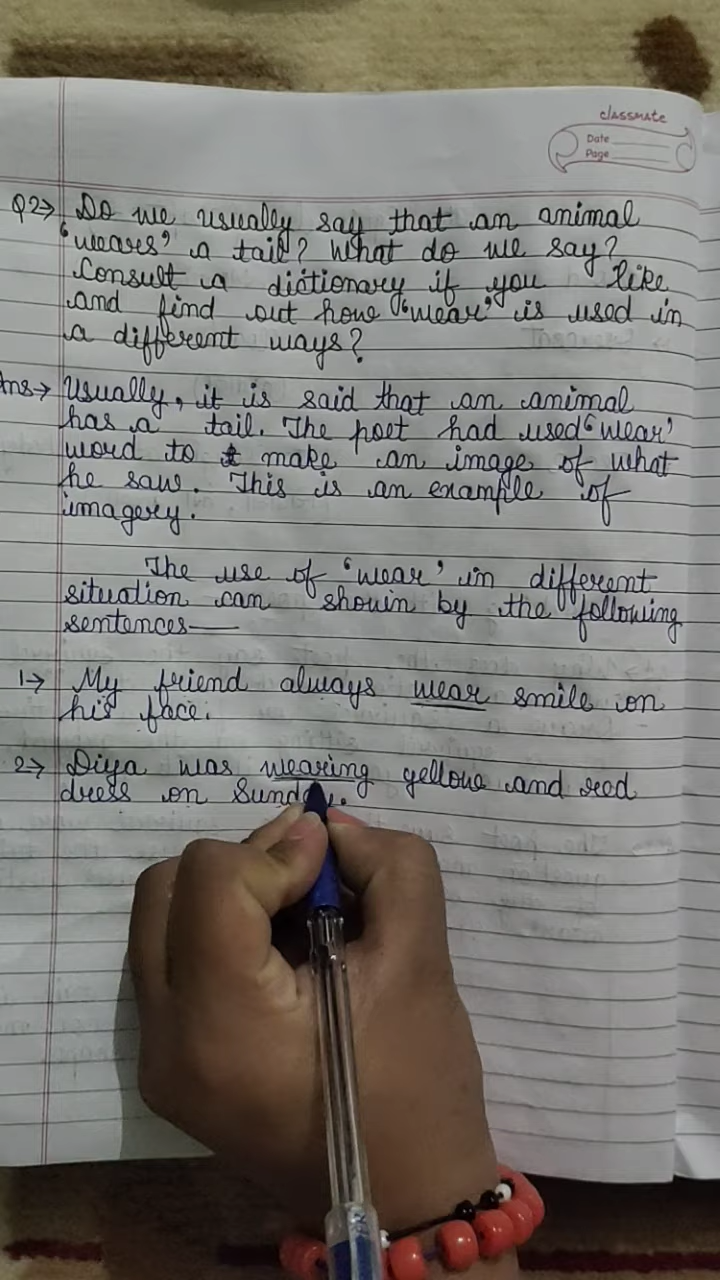 classmate
Date
Page
Q2→ Do we usually say that an animal
'wears' a tail? What do we say?
Consult a dictionary if you like
and find out how 'wear' is used in
a different ways?
Ans→ Usually, it is said that an animal
has a tail. The poet had used 'wear'
word to make an image of what
he saw. This is an example of
imagery.
The use of 'wear' in different
situation can showin by the following
sentences—
1→ My friend always wear smile on
his face.
2→ Diya was wearing yellow and red
dress on Sunday.